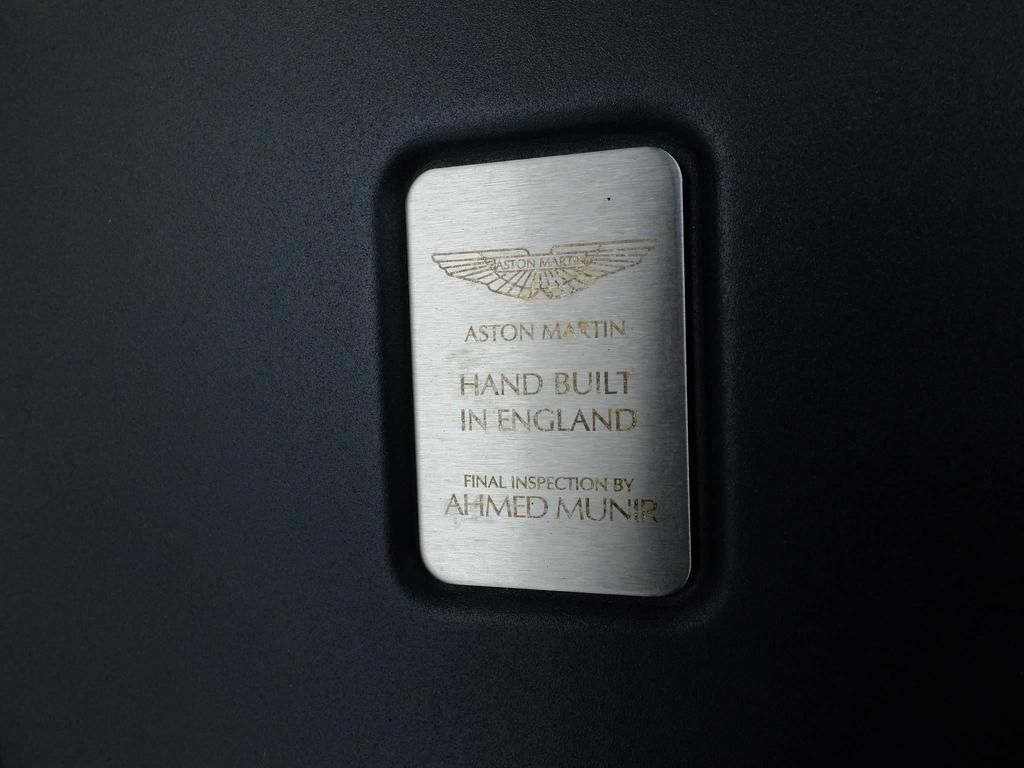 ASTON MARTIN
ASTON MARTIN
HAND BUILT
IN ENGLAND
FINAL INSPECTION BY
AHMED MUNIR